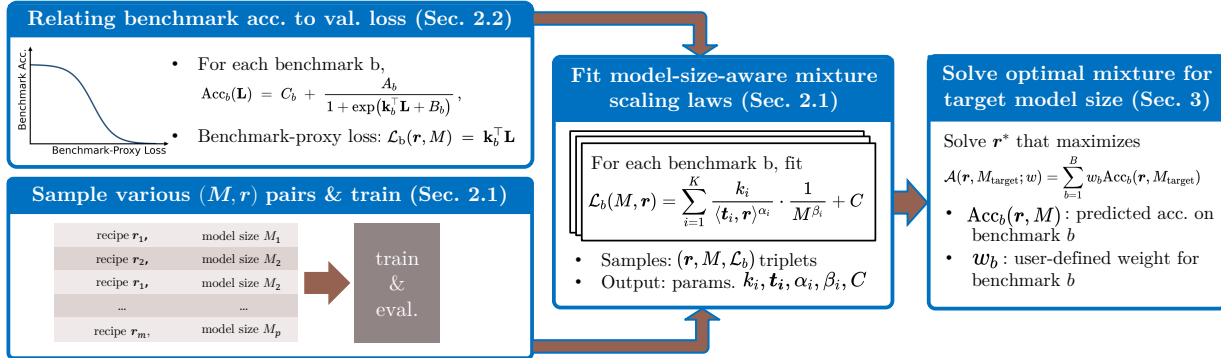 Relating benchmark acc. to val. loss (Sec. 2.2)
Benchmark Acc.
Benchmark-Proxy Loss
• For each benchmark b,
Acc_b(L) = C_b + A_b / (1 + exp(k_b^⊤ L + B_b)),
• Benchmark-proxy loss: ℒ_b(r, M) = k_b^⊤ L
Sample various (M, r) pairs & train (Sec. 2.1)
recipe r_1, model size M_1
recipe r_2, model size M_2
recipe r_1, model size M_2
... ...
recipe r_m, model size M_p
train
&
eval.
Fit model-size-aware mixture
scaling laws (Sec. 2.1)
For each benchmark b, fit
ℒ_b(M, r) = ∑_{i=1}^{K} k_i / ⟨t_i, r⟩^{α_i} · 1 / M^{β_i} + C
• Samples: (r, M, ℒ_b) triplets
• Output: params. k_i, t_i, α_i, β_i, C
Solve optimal mixture for
target model size (Sec. 3)
Solve r* that maximizes
𝒜(r, M_target; w) = ∑_{b=1}^{B} w_b Acc_b(r, M_target)
• Acc_b(r, M) : predicted acc. on
benchmark b
• w_b : user-defined weight for
benchmark b